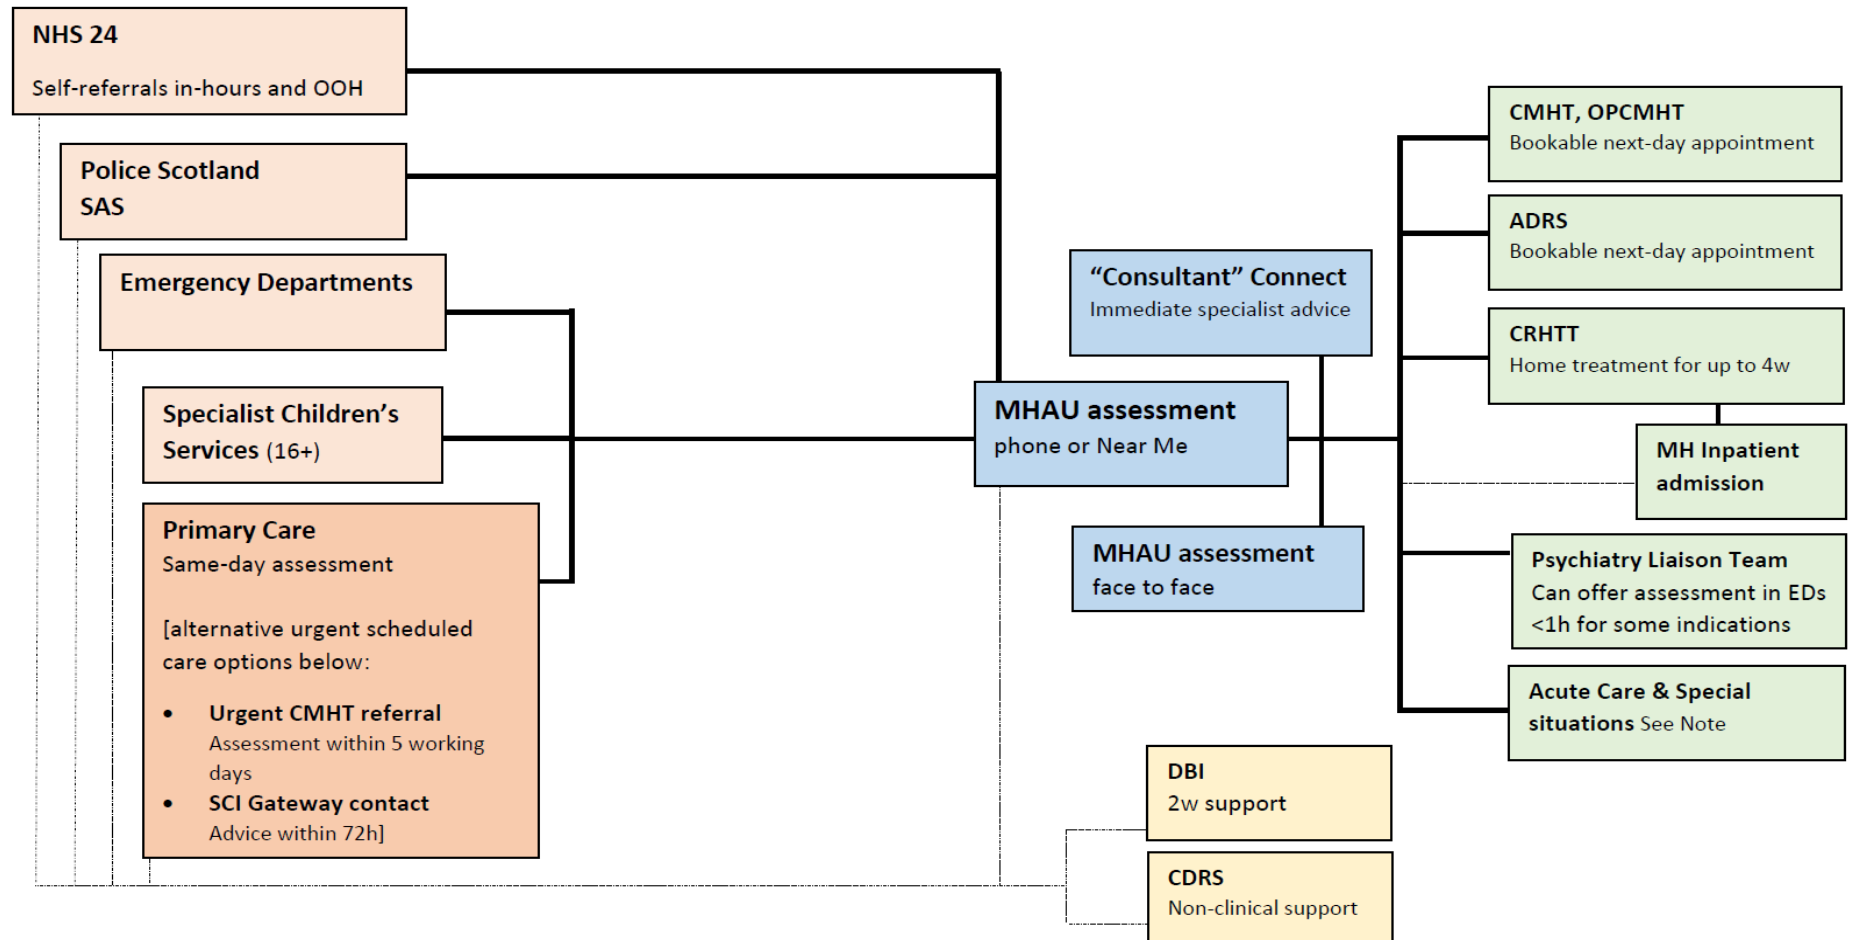 NHS 24
Self-referrals in-hours and OOH
Police Scotland
SAS
Emergency Departments
Specialist Children’s
Services (16+)
Primary Care
Same-day assessment
[alternative urgent scheduled
care options below:
• Urgent CMHT referral
Assessment within 5 working
days
• SCI Gateway contact
Advice within 72h]
“Consultant” Connect
Immediate specialist advice
MHAU assessment
phone or Near Me
MHAU assessment
face to face
CMHT, OPCMHT
Bookable next-day appointment
ADRS
Bookable next-day appointment
CRHTT
Home treatment for up to 4w
MH Inpatient
admission
Psychiatry Liaison Team
Can offer assessment in EDs
<1h for some indications
Acute Care & Special
situations See Note
DBI
2w support
CDRS
Non-clinical support